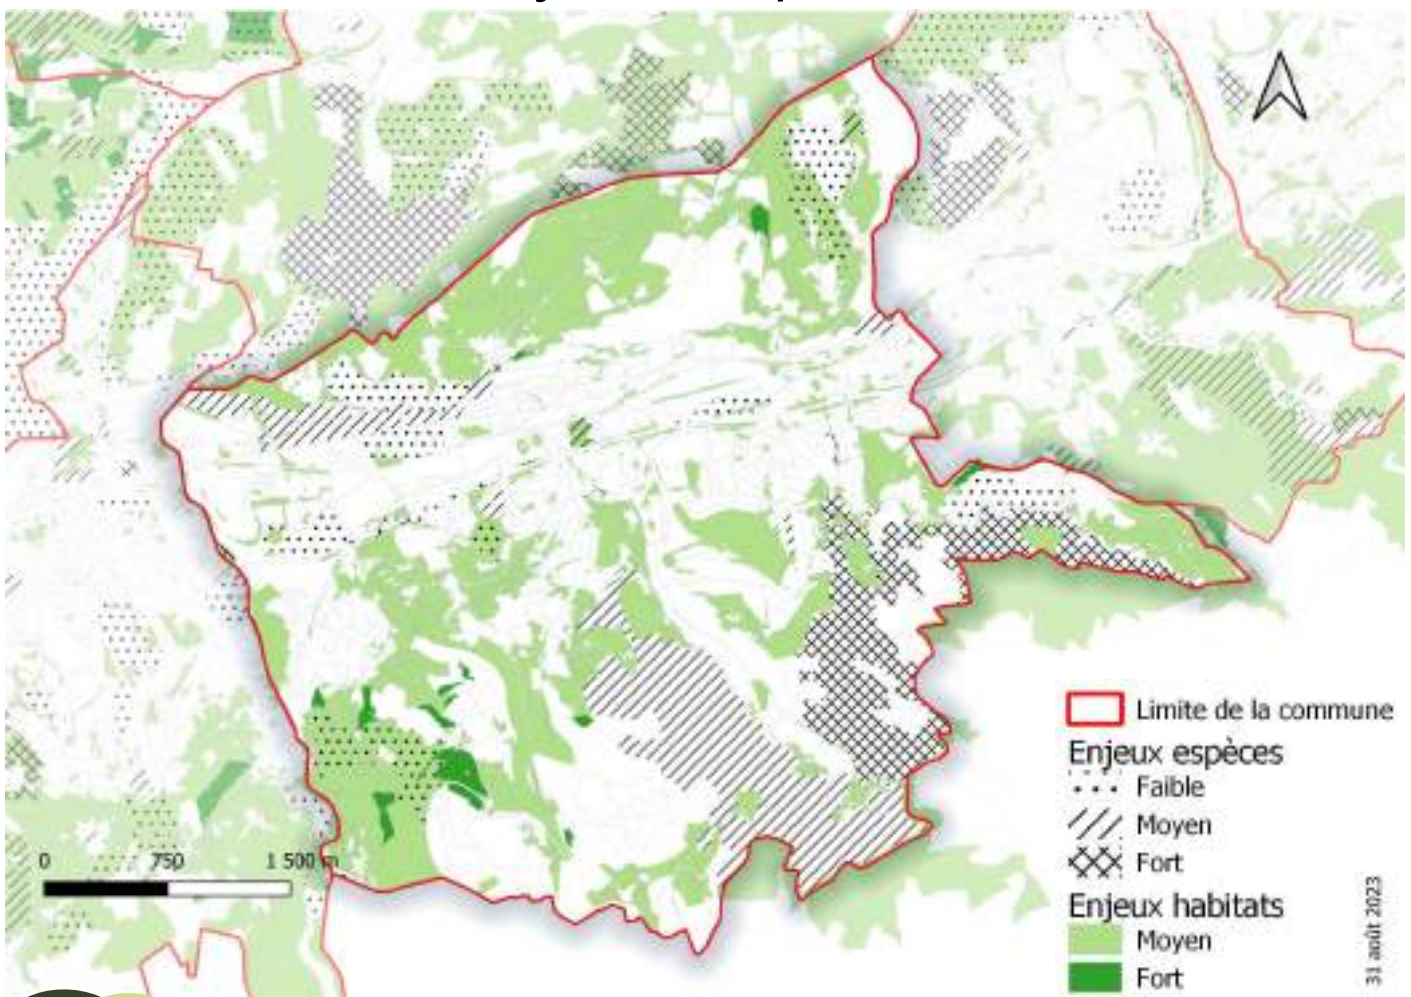 0 750 1 500 m
Limite de la commune
Enjeux espèces
Faible
Moyen
Fort
Enjeux habitats
Moyen
Fort
31 août 2023